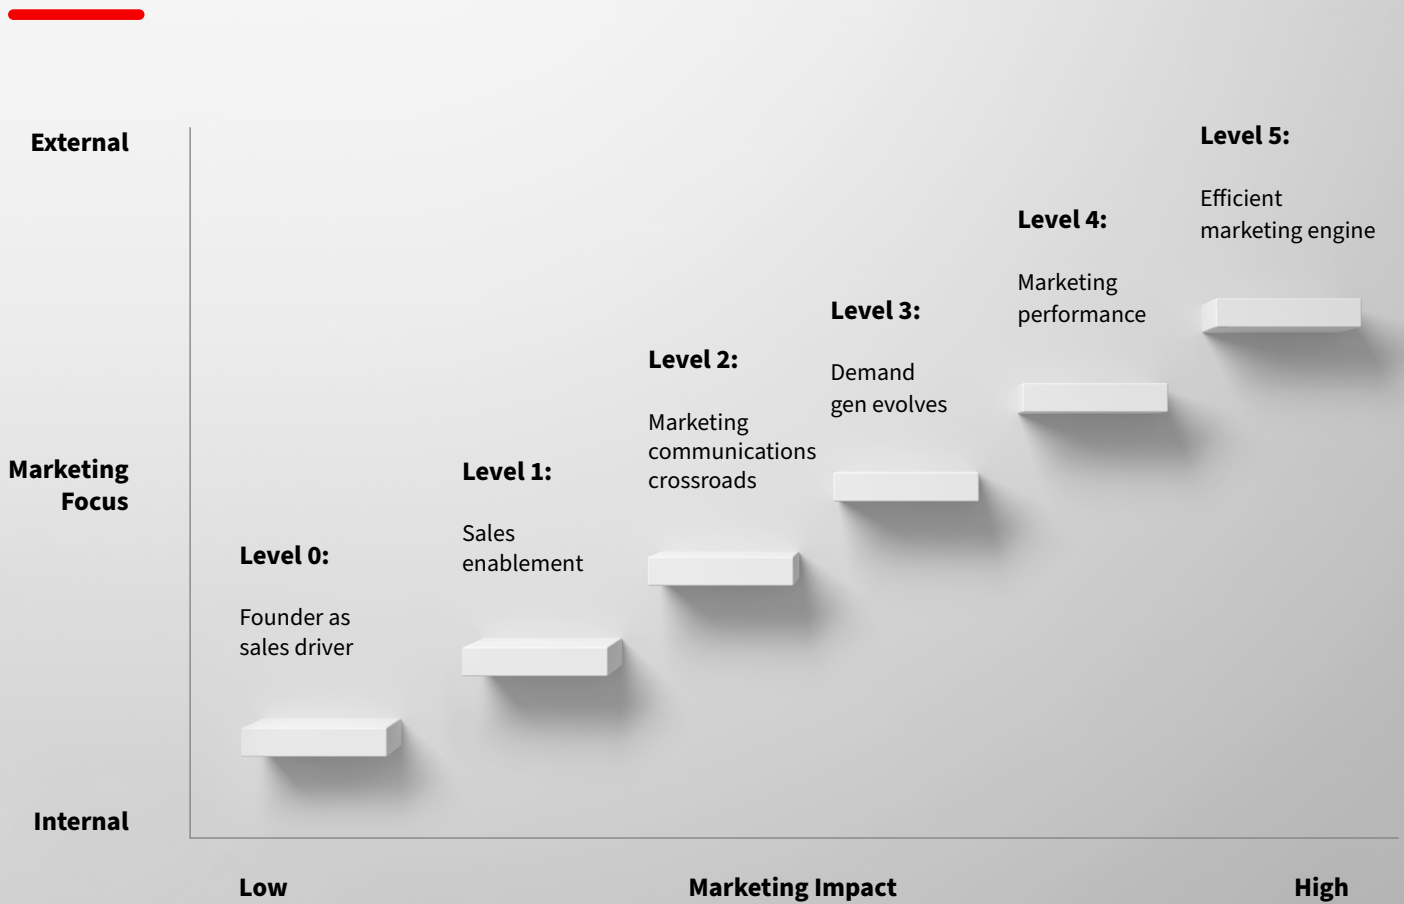 External
Level 5:
Efficient
marketing engine
Level 4:
Marketing
performance
Level 3:
Demand
gen evolves
Level 2:
Marketing
communications
crossroads
Marketing
Focus
Level 1:
Sales
enablement
Level 0:
Founder as
sales driver
Internal
Low
Marketing Impact
High